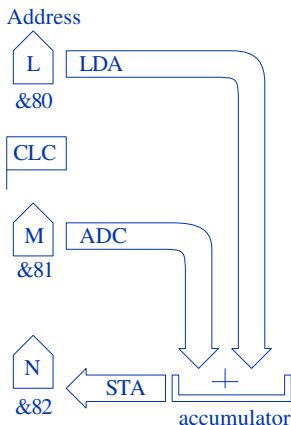 Address
L LDA
&80
CLC
M ADC
&81
N STA +
&82
accumulator